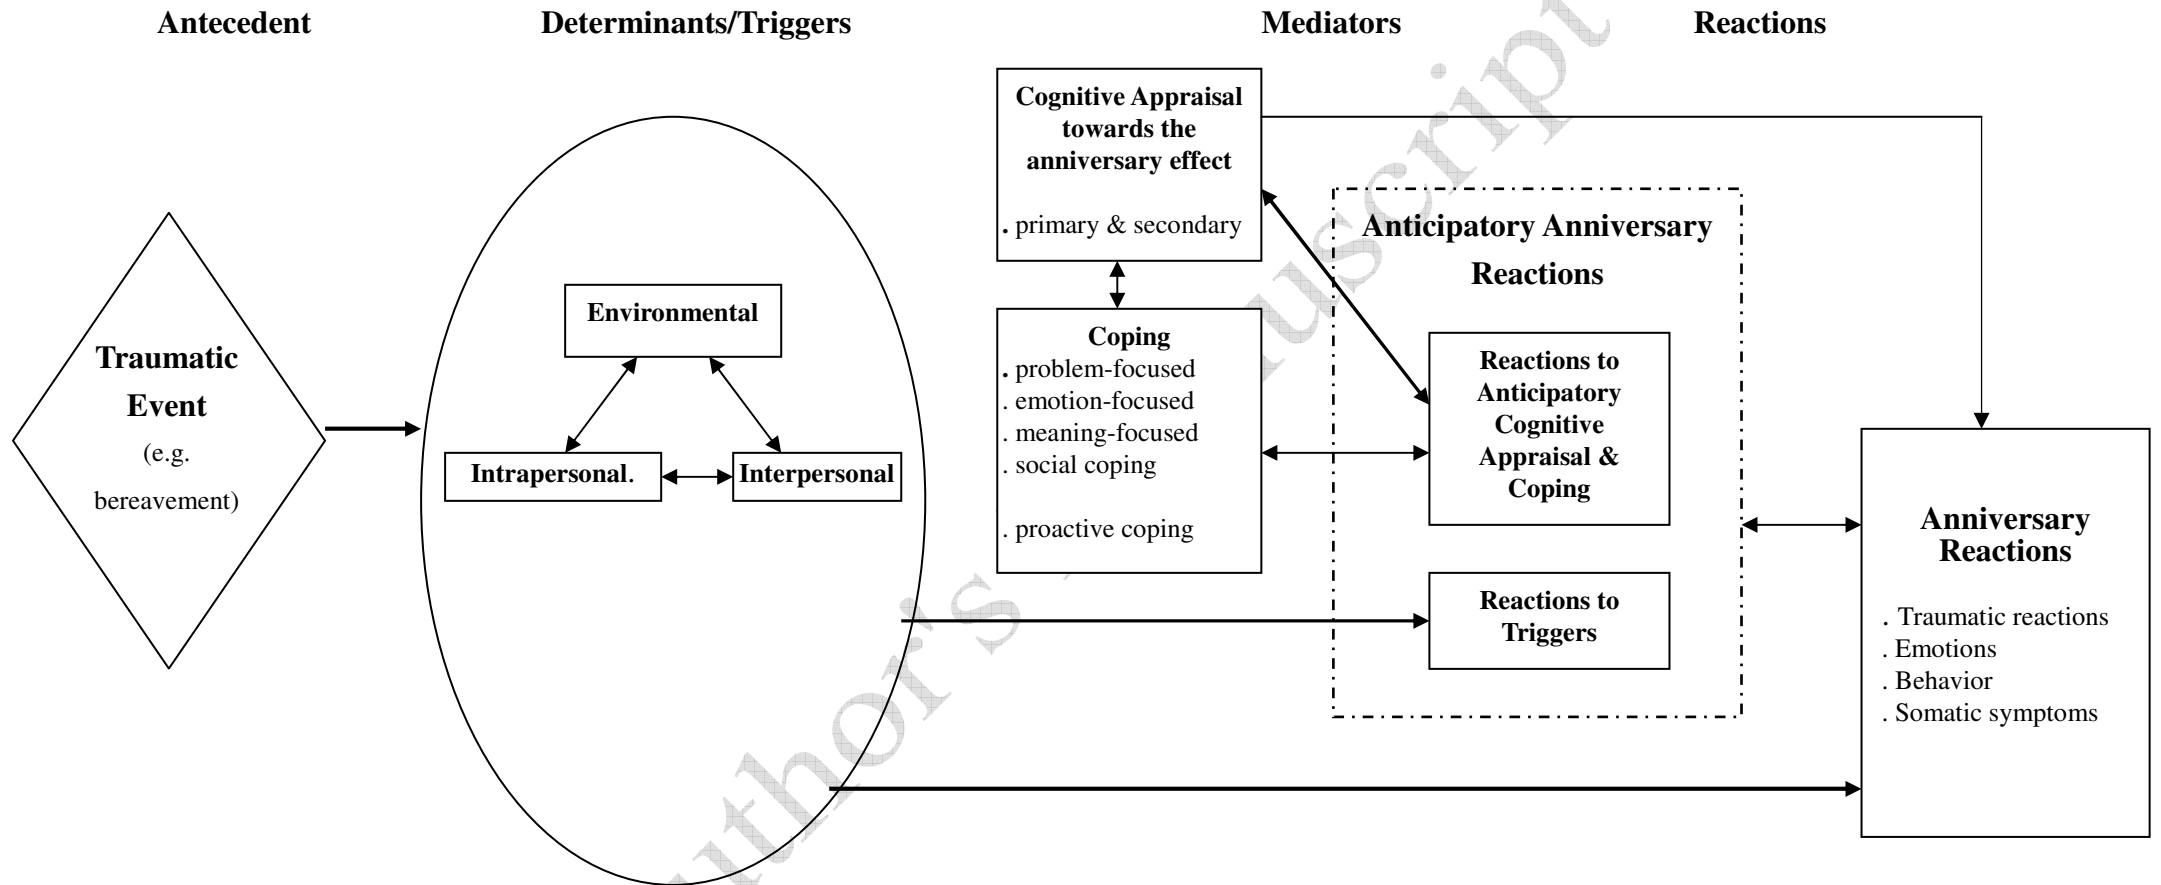 Antecedent
Determinants/Triggers
Mediators
Reactions
Traumatic
Event
(e.g.
bereavement)
Environmental
Intrapersonal.
Interpersonal
Cognitive Appraisal
towards the
anniversary effect
. primary & secondary
Coping
. problem-focused
. emotion-focused
. meaning-focused
. social coping
. proactive coping
Anticipatory Anniversary
Reactions
Reactions to
Anticipatory
Cognitive
Appraisal &
Coping
Reactions to
Triggers
Anniversary
Reactions
. Traumatic reactions
. Emotions
. Behavior
. Somatic symptoms